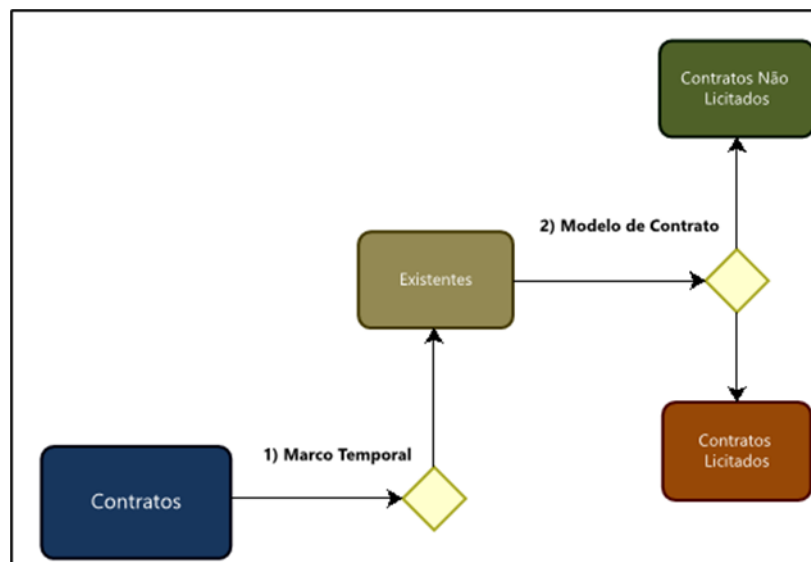 Contratos Não
Licitados
2) Modelo de Contrato
Existentes
Contratos
Licitados
1) Marco Temporal
Contratos